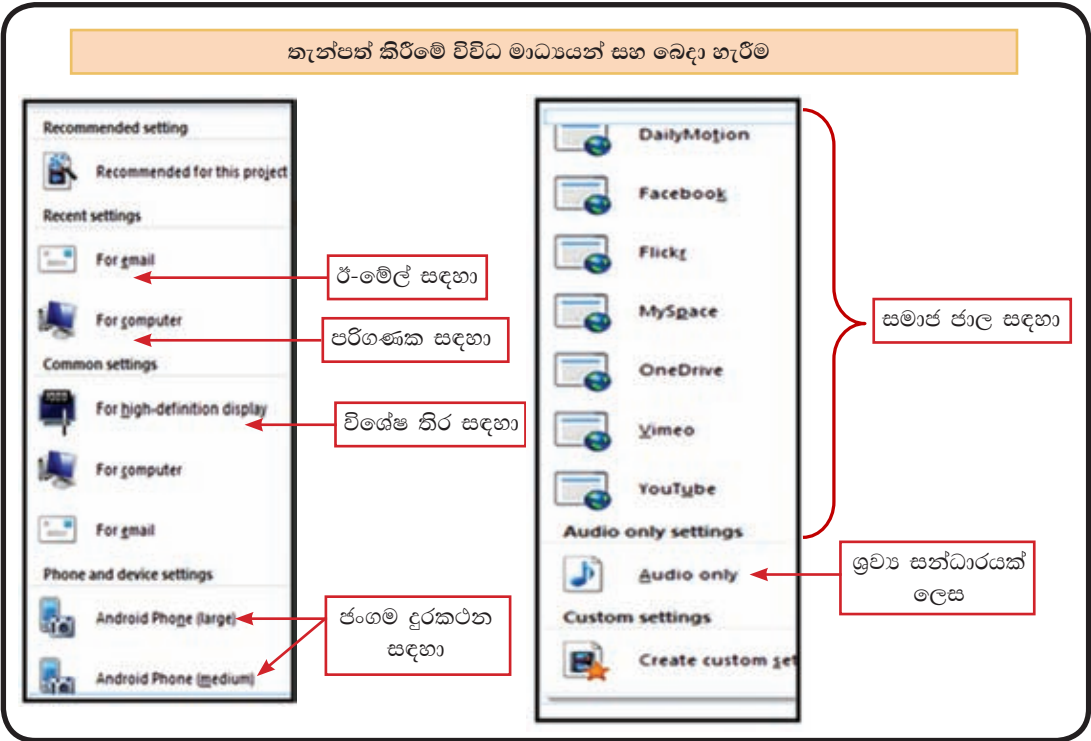 තැන්පත් කිරීමේ විවිධ මාධ්‍යයන් සහ බෙදා හැරීම
Recommended setting
Recommended for this project
Recent settings
For email
ඊ-මේල් සඳහා
For computer
පරිගණක සඳහා
Common settings
For high-definition display
විශේෂ තිර සඳහා
For computer
For email
Phone and device settings
Android Phone (large)
Android Phone (medium)
ජංගම දුරකථන
සඳහා
DailyMotion
Facebook
Flickr
MySpace
OneDrive
Vimeo
YouTube
සමාජ ජාල සඳහා
Audio only settings
Audio only
ශ්‍රව්‍ය සන්ධාරයක්
ලෙස
Custom settings
Create custom set